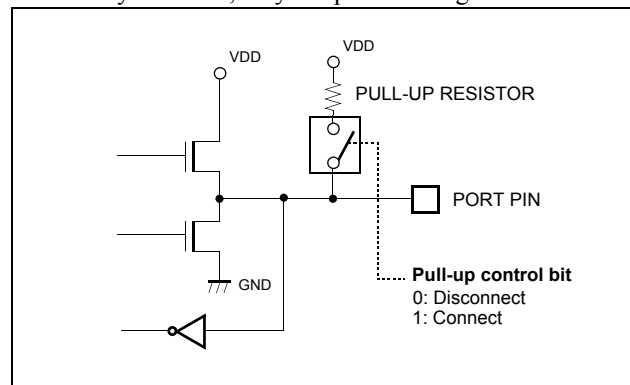 VDD
VDD
PULL-UP RESISTOR
PORT PIN
GND
Pull-up control bit
0: Disconnect
1: Connect